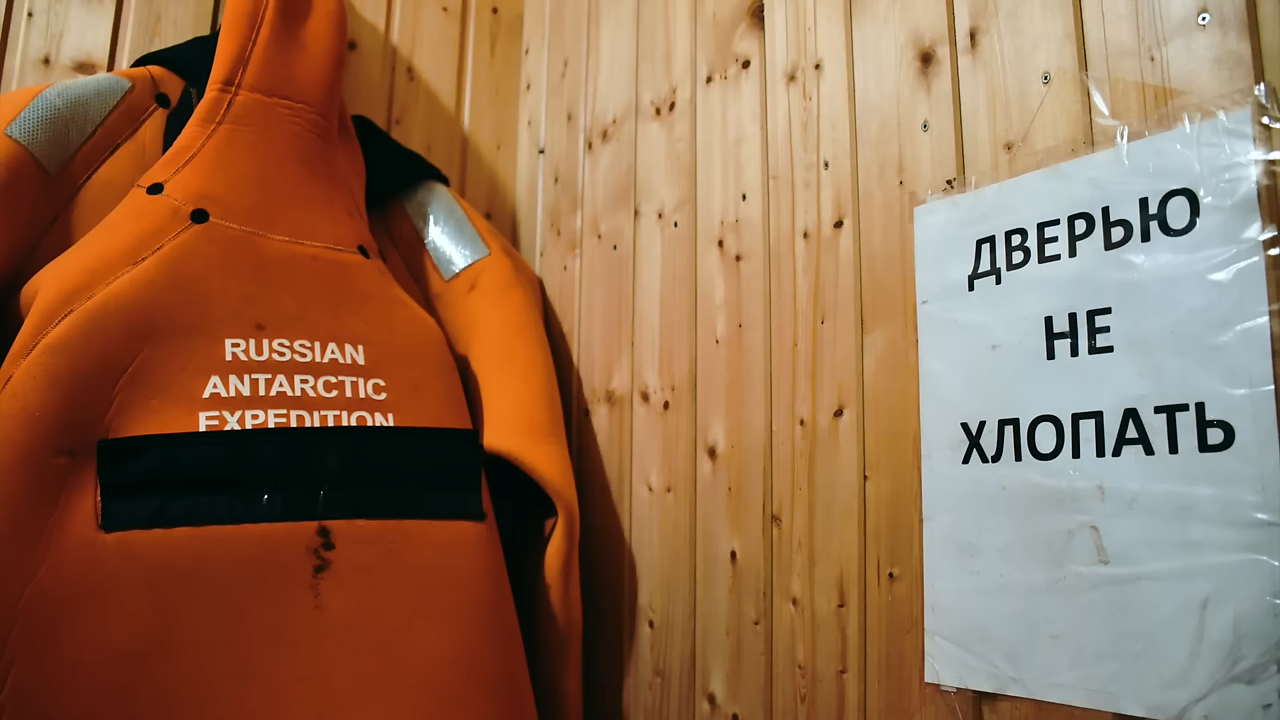 RUSSIAN
ANTARCTIC
EXPEDITION
ДВЕРЬЮ
НЕ
ХЛОПАТЬ